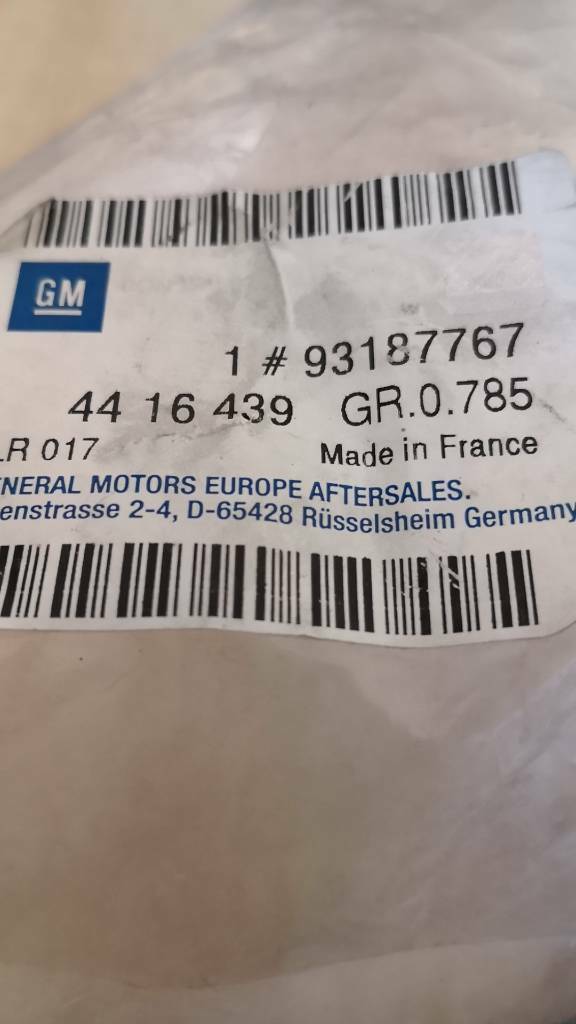 GM
1 # 93187767
44 16 439 GR.0.785
LR 017 Made in France
NERAL MOTORS EUROPE AFTERSALES.
enstrasse 2-4, D-65428 Rüsselsheim Germany